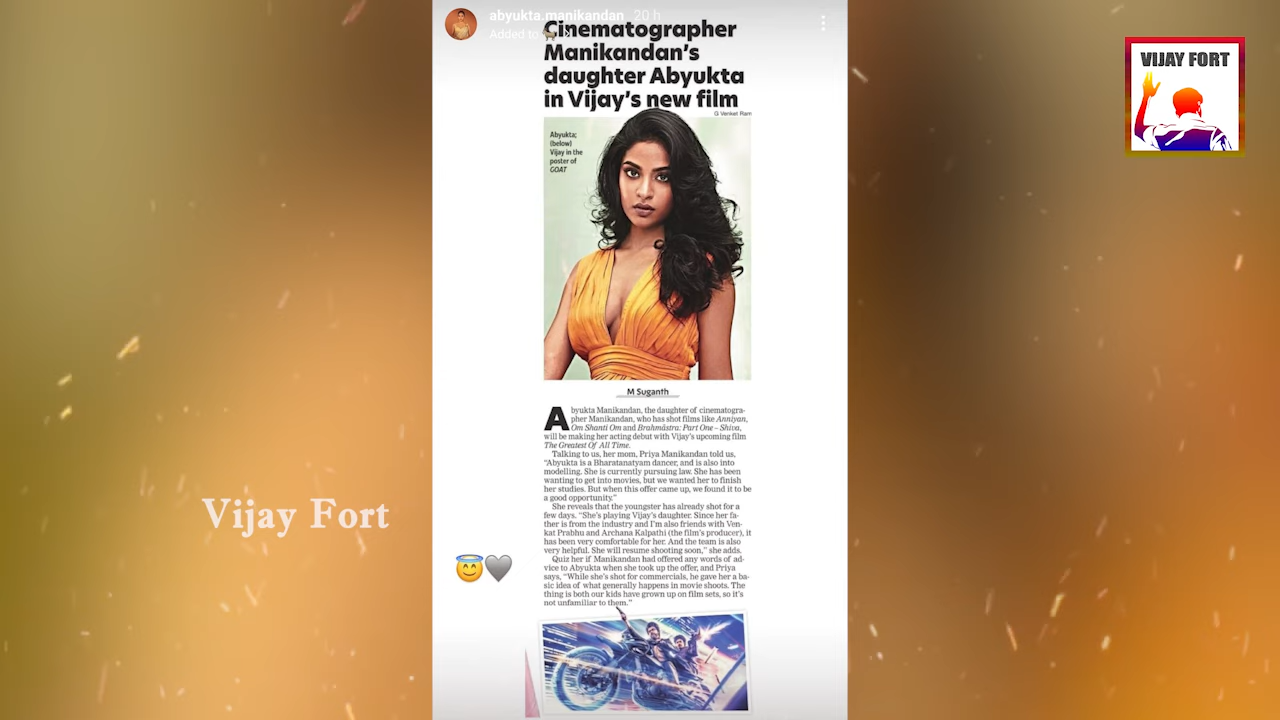 abyukta.manikandan 20 h
Added to
Cinematographer
Manikandan's
daughter Abyukta
in Vijay's new film
G Venket Ram
Abyukta;
(below)
Vijay in the
poster of
GOAT
M Suganth
Abyukta Manikandan, the daughter of cinematogra-
pher Manikandan, who has shot films like Anniyan,
Om Shanti Om and Brahmāstra: Part One – Shiva,
will be making her acting debut with Vijay's upcoming film
The Greatest Of All Time.
Talking to us, her mom, Priya Manikandan told us,
"Abyukta is a Bharatanatyam dancer, and is also into
modelling. She is currently pursuing law. She has been
wanting to get into movies, but we wanted her to finish
her studies. But when this offer came up, we found it to be
a good opportunity."
She reveals that the youngster has already shot for a
few days. "She's playing Vijay's daughter. Since her fa-
ther is from the industry and I'm also friends with Ven-
kat Prabhu and Archana Kalpathi (the film's producer), it
has been very comfortable for her. And the team is also
very helpful. She will resume shooting soon," she adds.
Quiz her if Manikandan had offered any words of ad-
vice to Abyukta when she took up the offer, and Priya
says, "While she's shot for commercials, he gave her a ba-
sic idea of what generally happens in movie shoots. The
thing is both our kids have grown up on film sets, so it's
not unfamiliar to them."
VIJAY FORT
Vijay Fort